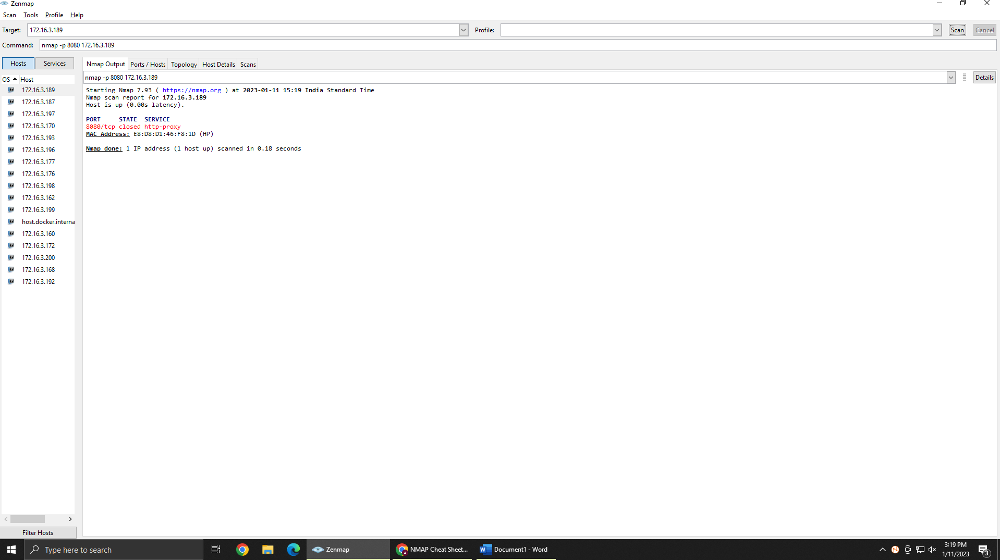 Zenmap
Scan Tools Profile Help
Target: 172.16.3.189 Profile: Scan Cancel
Command: nmap -p 8080 172.16.3.189
Hosts Services Nmap Output Ports / Hosts Topology Host Details Scans
nmap -p 8080 172.16.3.189 Details
OS Host
172.16.3.189
172.16.3.187
172.16.3.197
172.16.3.170
172.16.3.193
172.16.3.196
172.16.3.177
172.16.3.176
172.16.3.198
172.16.3.162
172.16.3.199
host.docker.interna
172.16.3.160
172.16.3.172
172.16.3.200
172.16.3.168
172.16.3.192
Starting Nmap 7.93 ( https://nmap.org ) at 2023-01-11 15:19 India Standard Time
Nmap scan report for 172.16.3.189
Host is up (0.00s latency).
PORT STATE SERVICE
8080/tcp closed http-proxy
MAC Address: E8:D8:D1:46:F8:1D (HP)
Nmap done: 1 IP address (1 host up) scanned in 0.18 seconds
Filter Hosts
Type here to search
Zenmap
NMAP Cheat Sheet...
Document1 - Word
3:19 PM
1/11/2023
3